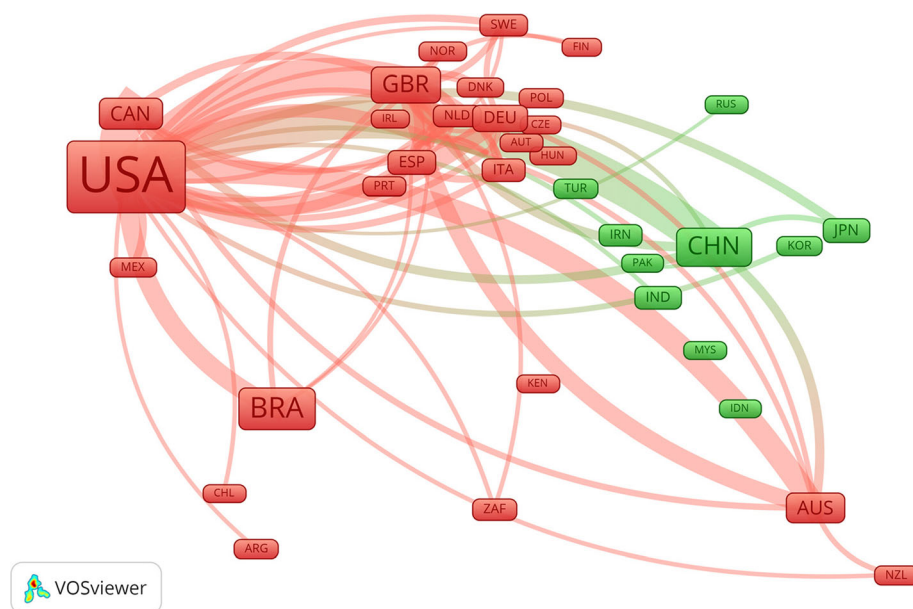 SWE
NOR
FIN
GBR
DNK
POL
RUS
CAN
IRL
NLD
DEU
CZE
AUT
HUN
USA
ESP
ITA
PRT
TUR
IRN
CHN
JPN
KOR
PAK
MEX
IND
MYS
KEN
BRA
IDN
CHL
ZAF
AUS
ARG
NZL
VOSviewer